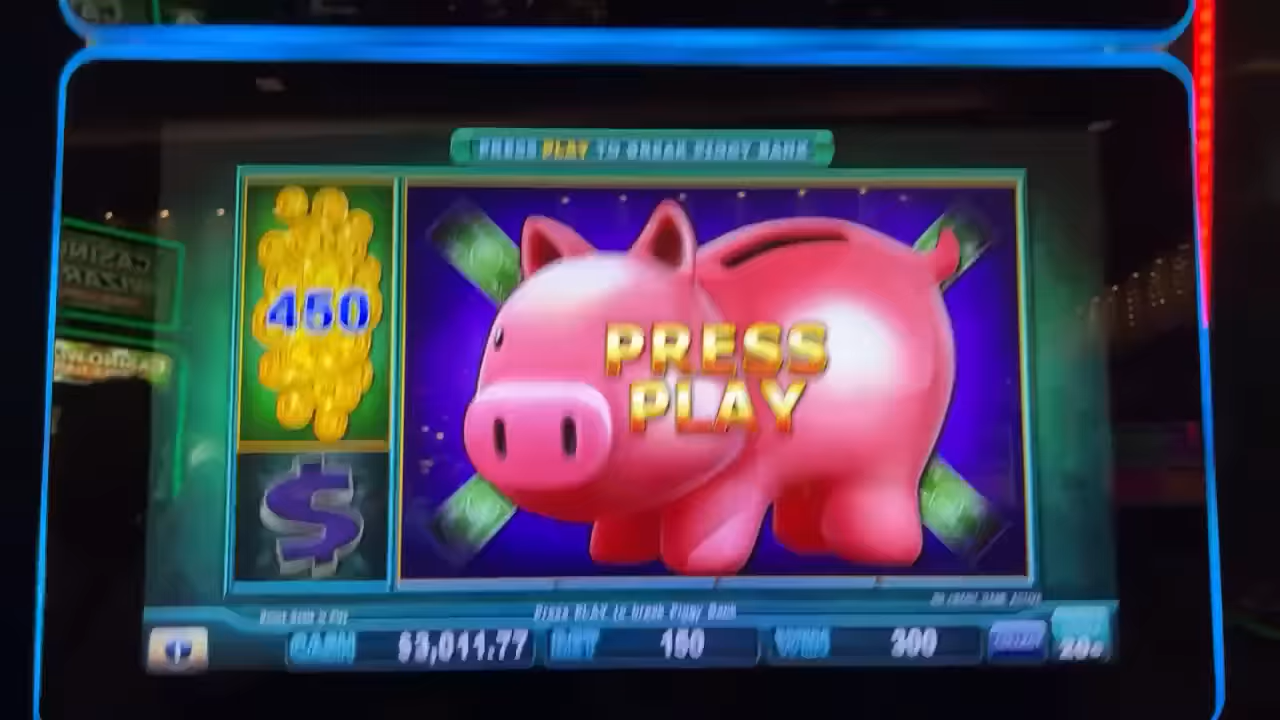 PRESS PLAY TO BREAK PIGGY BANK
450
PRESS
PLAY
$
Press PLAY to break Piggy Bank
CASH $3,011.77 BET 150 WIN 300
20¢